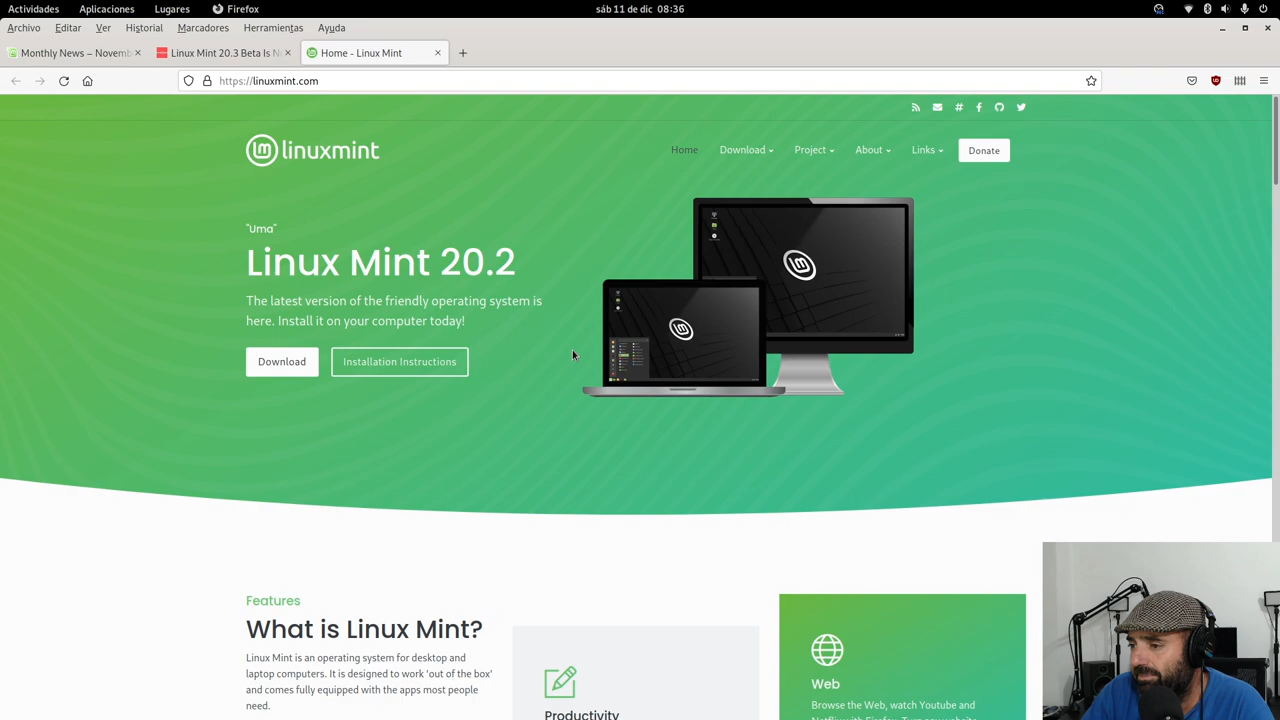 Actividades Aplicaciones Lugares Firefox sáb 11 de dic 08:36
Archivo Editar Ver Historial Marcadores Herramientas Ayuda
Monthly News – Novemb Linux Mint 20.3 Beta Is N Home - Linux Mint
https://linuxmint.com
linuxmint Home Download Project About Links Donate
"Uma"
Linux Mint 20.2
The latest version of the friendly operating system is
here. Install it on your computer today!
Download Installation Instructions
Features
What is Linux Mint?
Linux Mint is an operating system for desktop and
laptop computers. It is designed to work 'out of the box'
and comes fully equipped with the apps most people
need.
Productivity
Web
Browse the Web, watch Youtube and
Netflix with Firefox. Turn any website